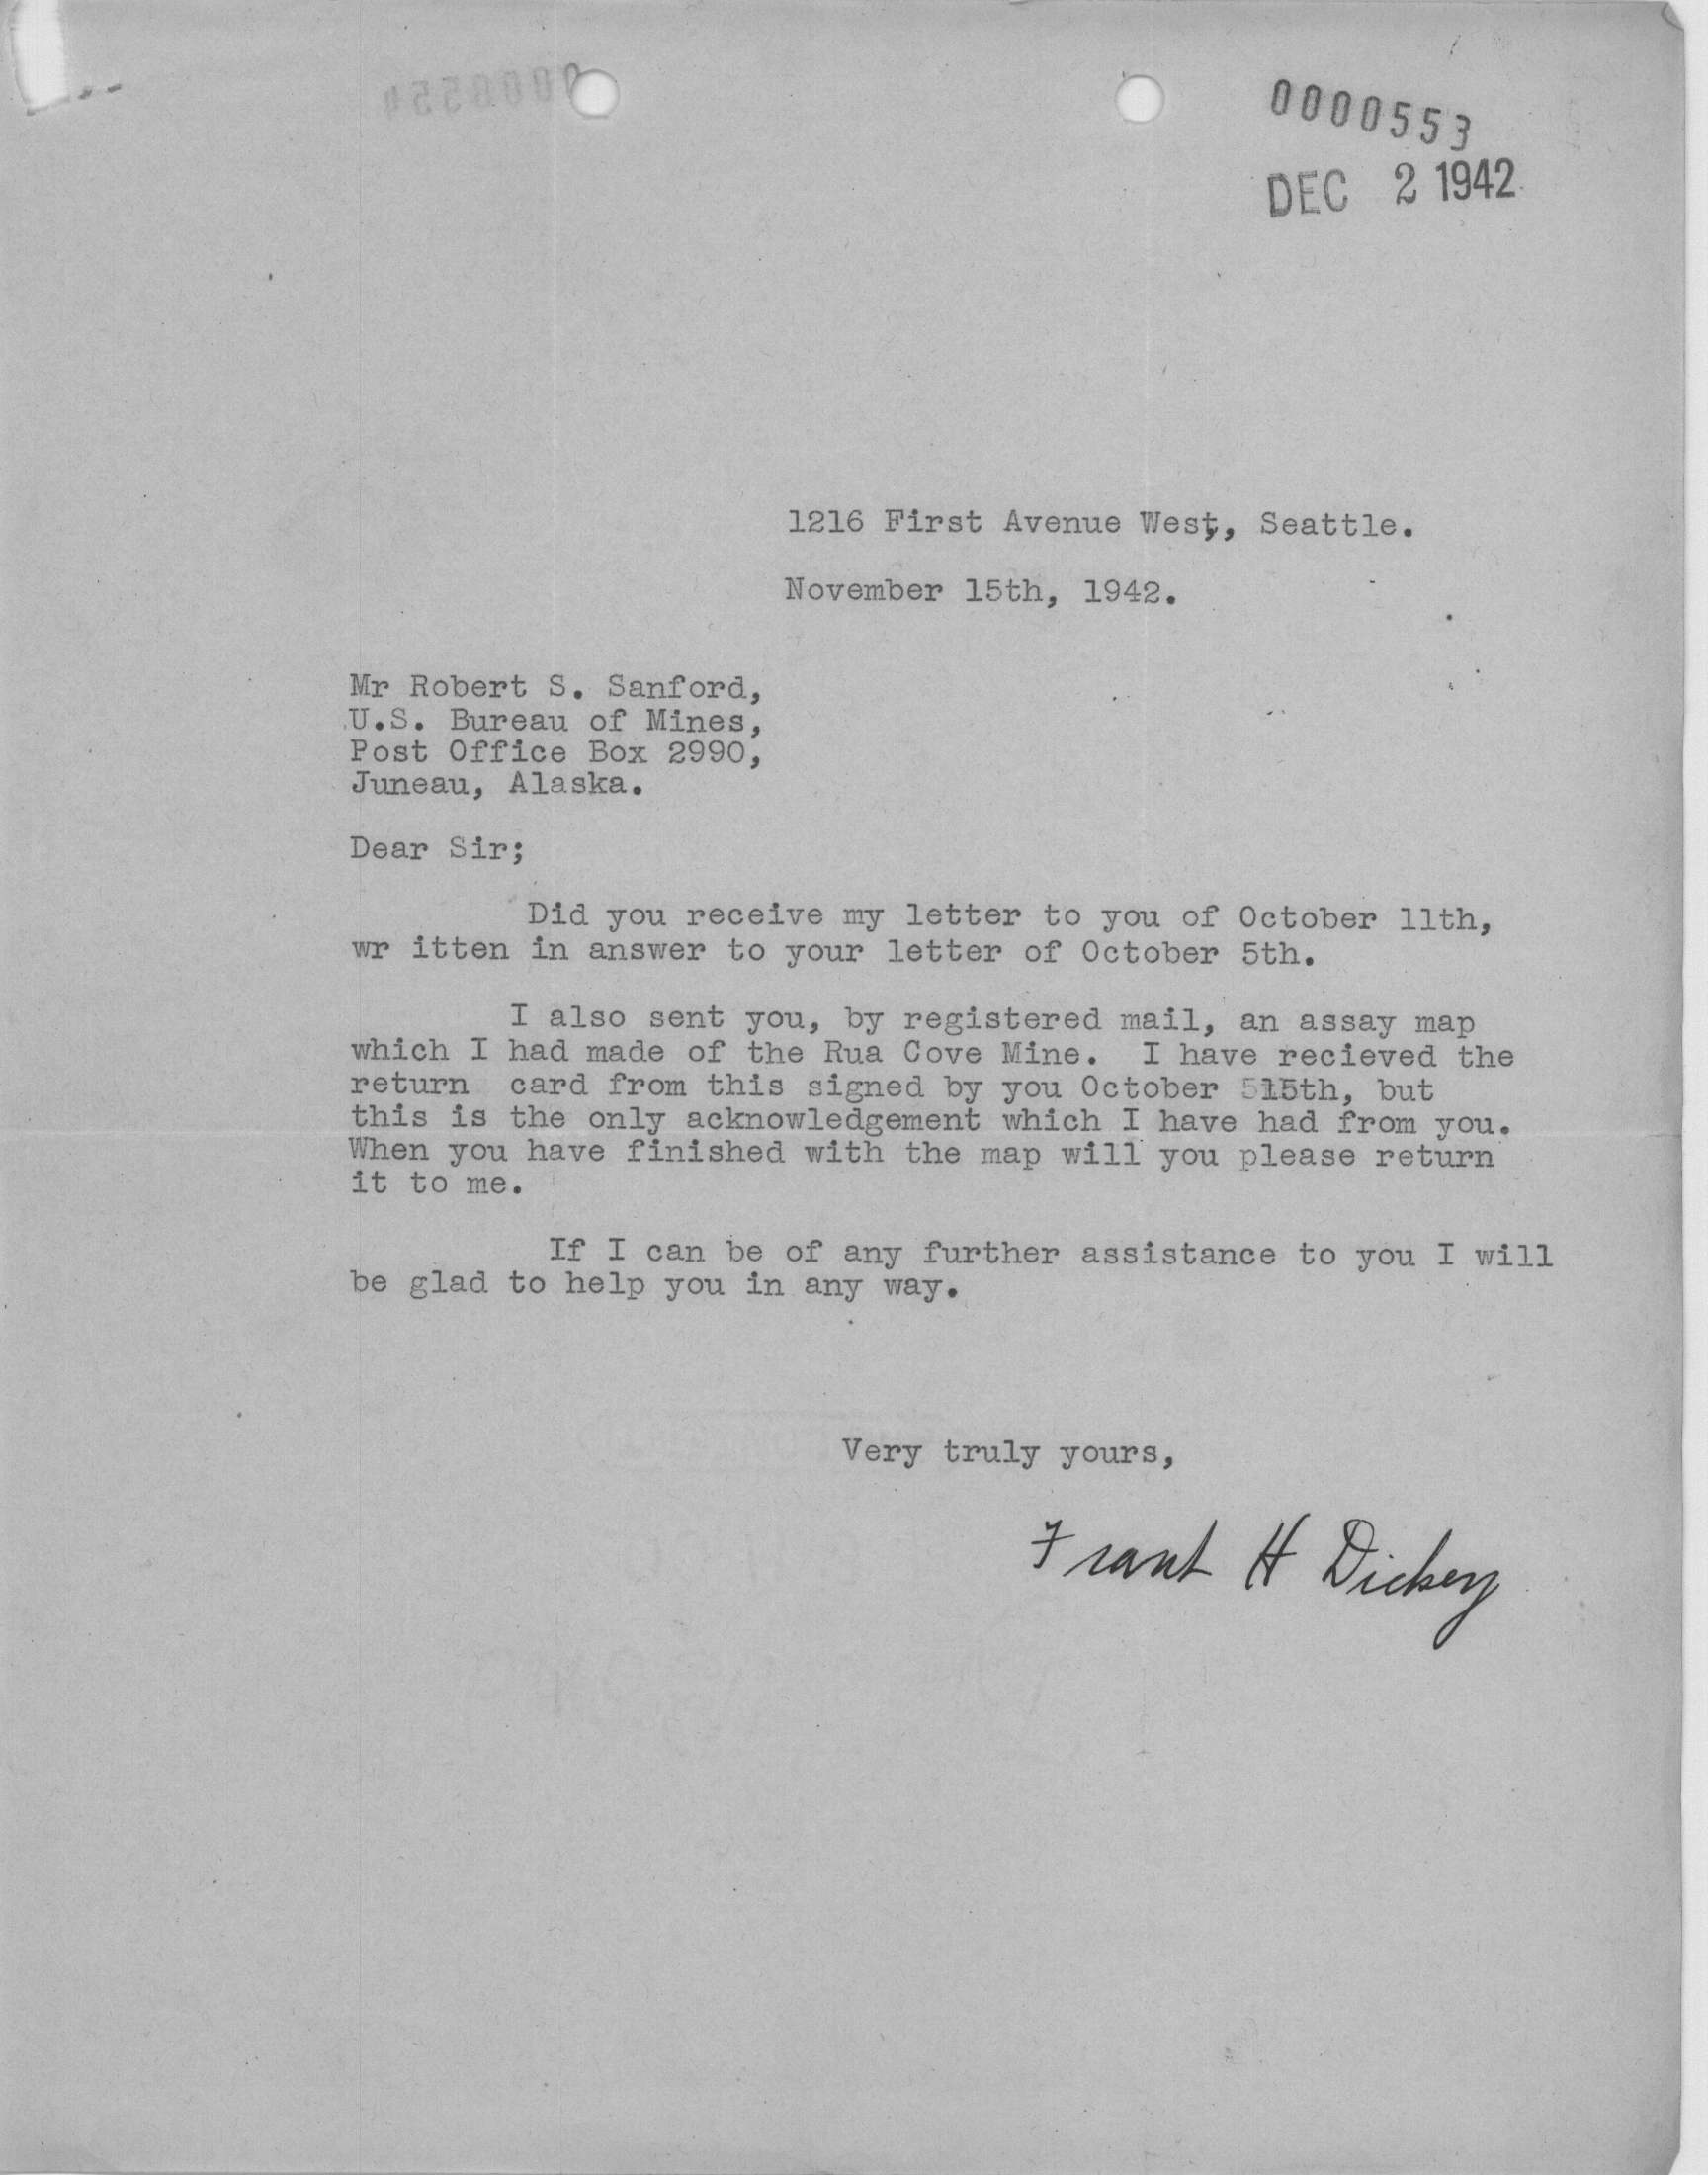 0000553
DEC 2 1942
1216 First Avenue West, Seattle.
November 15th, 1942.
Mr Robert S. Sanford,
U.S. Bureau of Mines,
Post Office Box 2990,
Juneau, Alaska.
Dear Sir;
Did you receive my letter to you of October 11th,
wr itten in answer to your letter of October 5th.
I also sent you, by registered mail, an assay map
which I had made of the Rua Cove Mine. I have recieved the
return card from this signed by you October 15th, but
this is the only acknowledgement which I have had from you.
When you have finished with the map will you please return
it to me.
If I can be of any further assistance to you I will
be glad to help you in any way.
Very truly yours,
Frank H Dickey